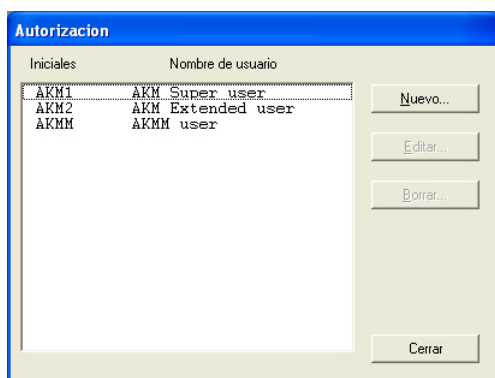 Autorizacion
Iniciales Nombre de usuario
AKM1 AKM Super user
AKM2 AKM Extended user
AKMM AKMM user
Nuevo...
Editar...
Borrar...
Cerrar